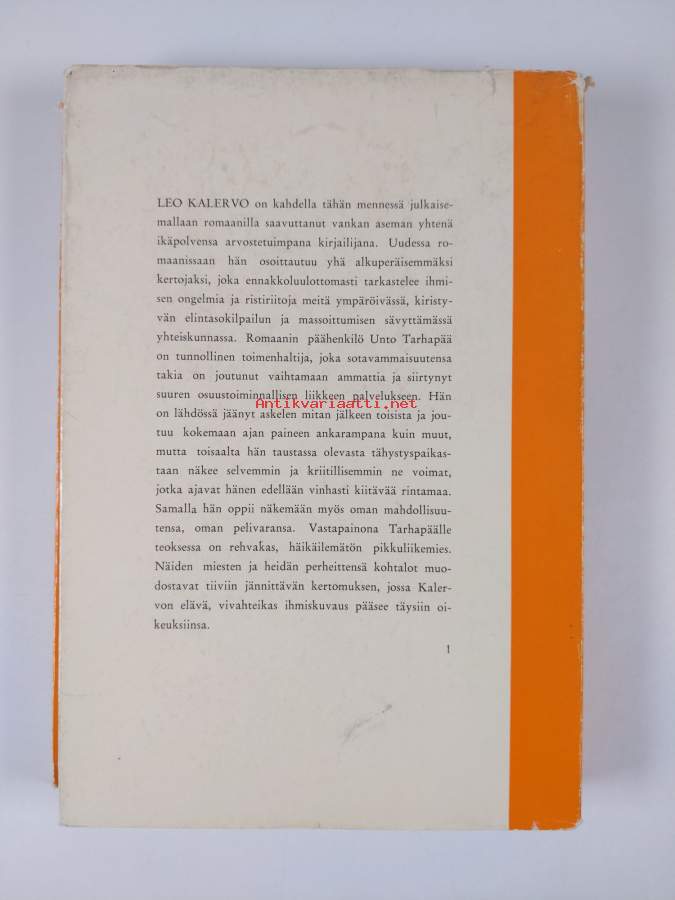 LEO KALERVO on kahdella tähän mennessä julkaise-
mallaan romaanilla saavuttanut vankan aseman yhtenä
ikäpolvensa arvostetuimpana kirjailijana. Uudessa ro-
maanissaan hän osoittautuu yhä alkuperäisemmäksi
kertojaksi, joka ennakkoluulottomasti tarkastelee ihmi-
sen ongelmia ja ristiriitoja meitä ympäröivässä, kiristy-
vän elintasokilpailun ja massoittumisen sävyttämässä
yhteiskunnassa. Romaanin päähenkilö Unto Tarhapää
on tunnollinen toimenhaltija, joka sotavammaisuutensa
takia on joutunut vaihtamaan ammattia ja siirtynyt
suuren osuustoiminnallisen liikkeen palvelukseen. Hän
Antikvariaatti.net
on lähdössä jäänyt askelen mitan jälkeen toisista ja jou-
tuu kokemaan ajan paineen ankarampana kuin muut,
mutta toisaalta hän taustassa olevasta tähystyspaikas-
taan näkee selvemmin ja kriitillisemmin ne voimat,
jotka ajavat hänen edellään vinhasti kiitävää rintamaa.
Samalla hän oppii näkemään myös oman mahdollisuu-
tensa, oman pelivaransa. Vastapainona Tarhapäälle
teoksessa on rehvakas, häikäilemätön pikkuliikemies.
Näiden miesten ja heidän perheittensä kohtalot muo-
dostavat tiiviin jännittävän kertomuksen, jossa Kaler-
von elävä, vivahteikas ihmiskuvaus pääsee täysiin oi-
keuksiinsa.
1